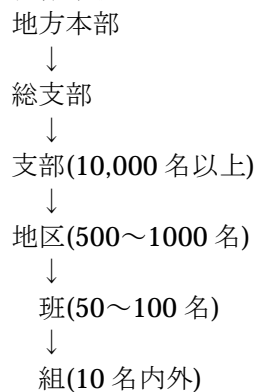 地方本部
↓
総支部
↓
支部(10,000 名以上)
↓
地区(500～1000 名)
↓
班(50～100 名)
↓
組(10 名内外)